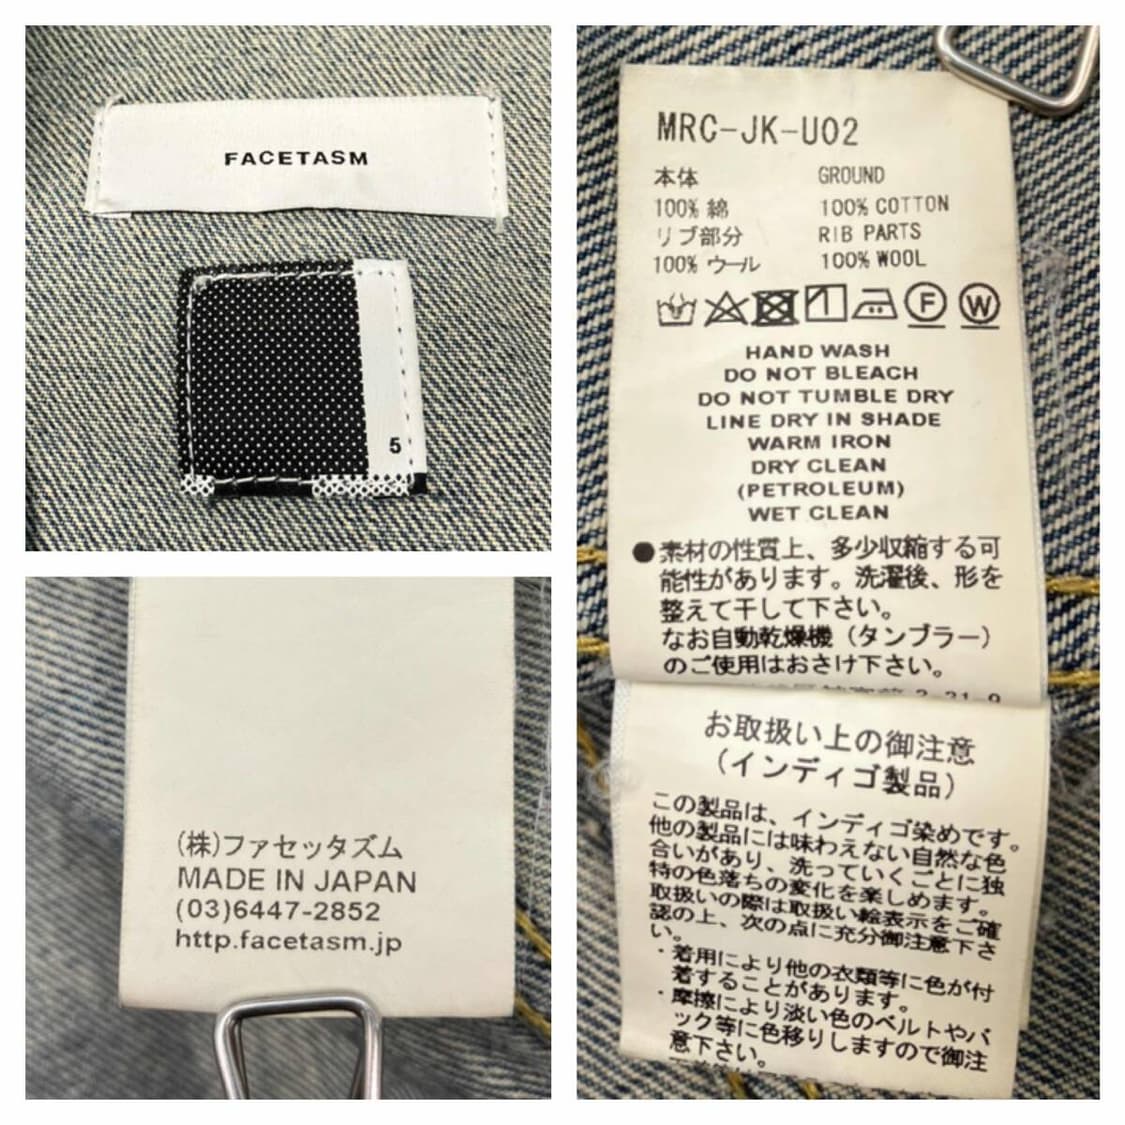 FACETASM
5
(株)ファセッタズム
MADE IN JAPAN
(03)6447-2852
http.facetasm.jp
MRC-JK-U02
本体 GROUND
100% 綿 100% COTTON
リブ部分 RIB PARTS
100% ウール 100% WOOL
F W
HAND WASH
DO NOT BLEACH
DO NOT TUMBLE DRY
LINE DRY IN SHADE
WARM IRON
DRY CLEAN
(PETROLEUM)
WET CLEAN
●素材の性質上、多少収縮する可
能性があります。洗濯後、形を
整えて干して下さい。
なお自動乾燥機(タンブラー)
のご使用はおさけ下さい。
お取扱い上の御注意
(インディゴ製品)
この製品は、インディゴ染めです。
他の製品には味わえない自然な色
合いがあり、洗っていくごとに独
特の色落ちの変化を楽しめます。
取扱いの際は取扱い絵表示をご確
認の上、次の点に充分御注意下さ
い。
・着用により他の衣類等に色が付
着することがあります。
・摩擦により淡い色のベルトやバ
ック等に色移りしますので御注
意下さい。